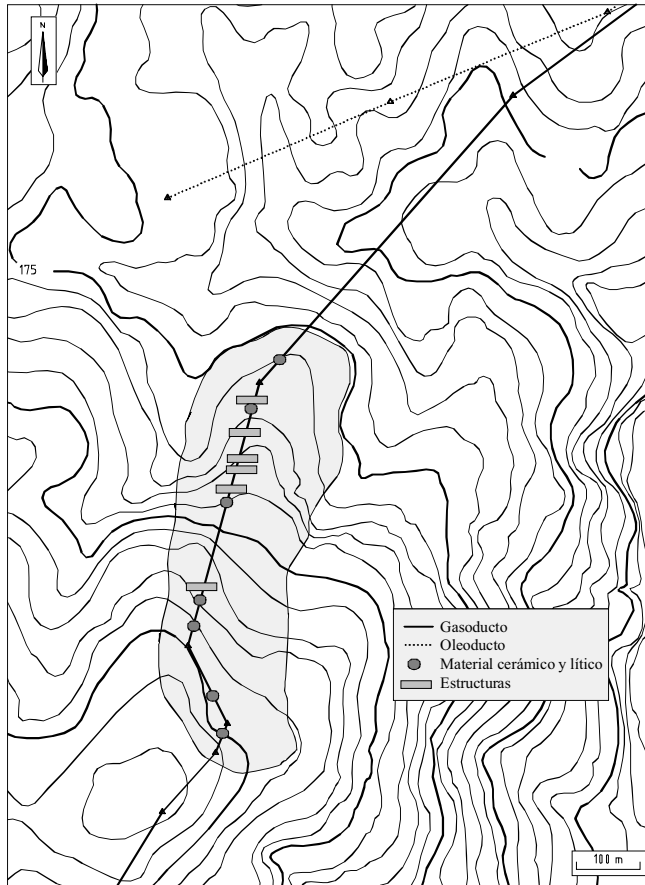 N
175
Gasoducto
Oleoducto
Material cerámico y lítico
Estructuras
100 m